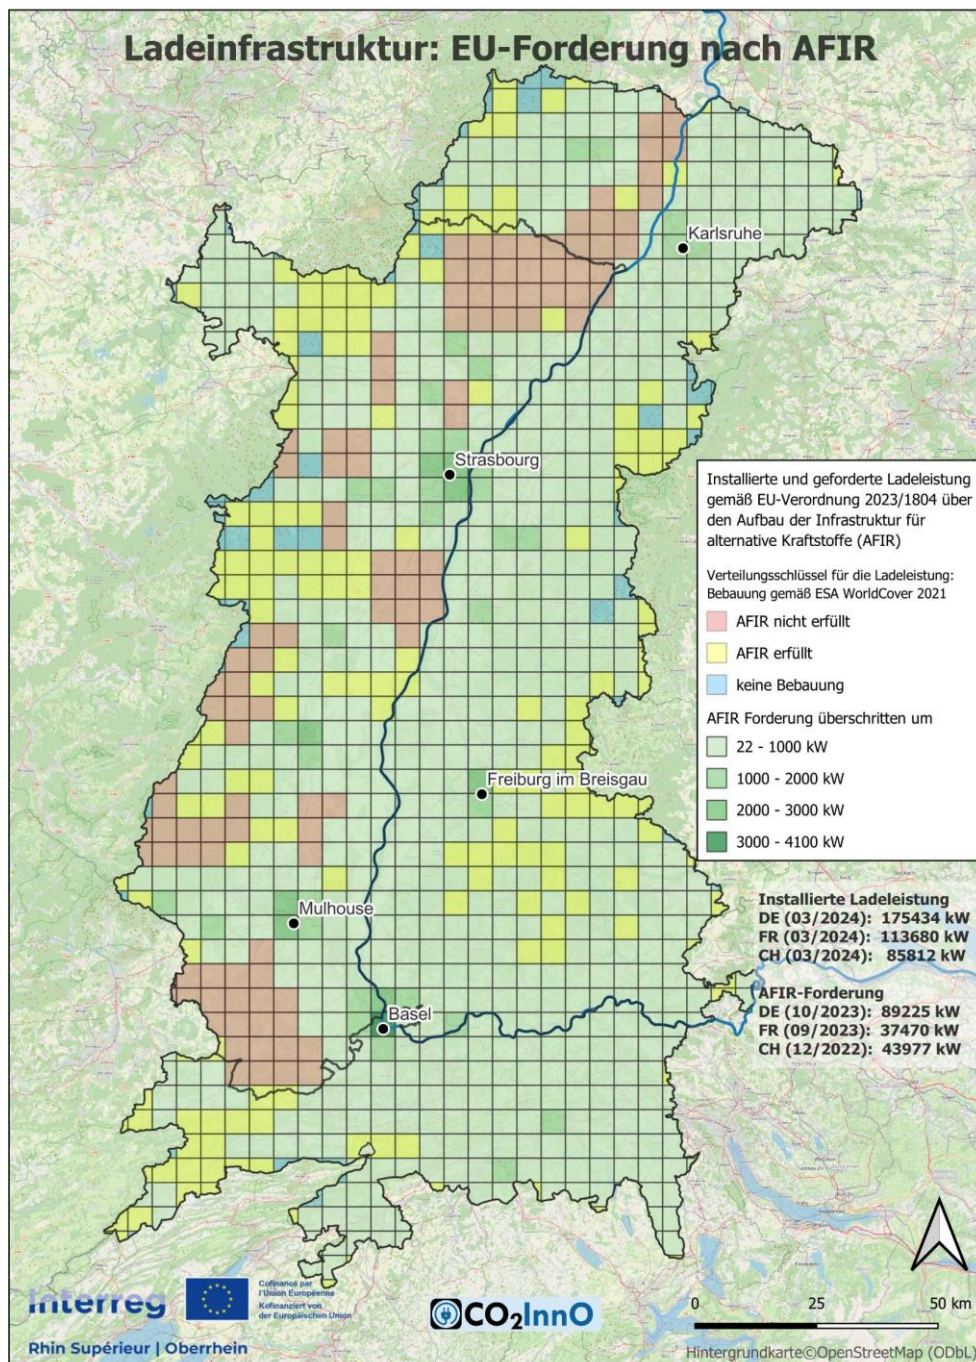 Ladeinfrastruktur: EU-Forderung nach AFIR
Karlsruhe
Strasbourg
Installierte und geforderte Ladeleistung
gemäß EU-Verordnung 2023/1804 über
den Aufbau der Infrastruktur für
alternative Kraftstoffe (AFIR)
Verteilungsschlüssel für die Ladeleistung:
Bebauung gemäß ESA WorldCover 2021
AFIR nicht erfüllt
AFIR erfüllt
keine Bebauung
AFIR Forderung überschritten um
22 - 1000 kW
1000 - 2000 kW
2000 - 3000 kW
3000 - 4100 kW
Freiburg im Breisgau
Mulhouse
Basel
Installierte Ladeleistung
DE (03/2024): 175434 kW
FR (03/2024): 113680 kW
CH (03/2024): 85812 kW
AFIR-Forderung
DE (10/2023): 89225 kW
FR (09/2023): 37470 kW
CH (12/2022): 43977 kW
Interreg
Cofinancé par
l'Union Européenne
Kofinanziert von
der Europäischen Union
Rhin Supérieur | Oberrhein
CO₂InnO
0 25 50 km
Hintergrundkarte©OpenStreetMap (ODbL)